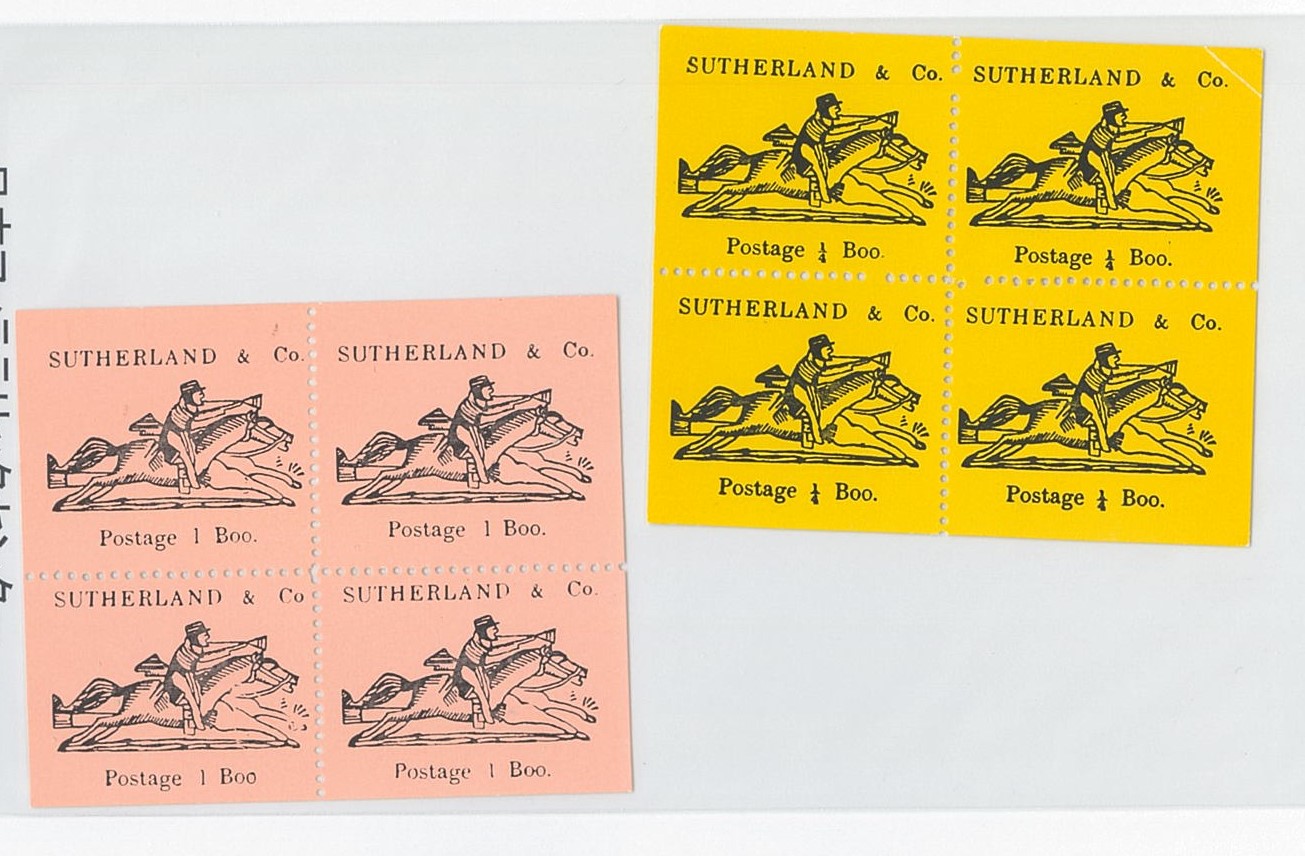 SUTHERLAND & Co.
Postage ¼ Boo.
SUTHERLAND & Co.
Postage ¼ Boo.
SUTHERLAND & Co.
Postage ¼ Boo.
SUTHERLAND & Co.
Postage ¼ Boo.
SUTHERLAND & Co.
Postage 1 Boo.
SUTHERLAND & Co.
Postage 1 Boo.
SUTHERLAND & Co
Postage 1 Boo
SUTHERLAND & Co.
Postage 1 Boo.